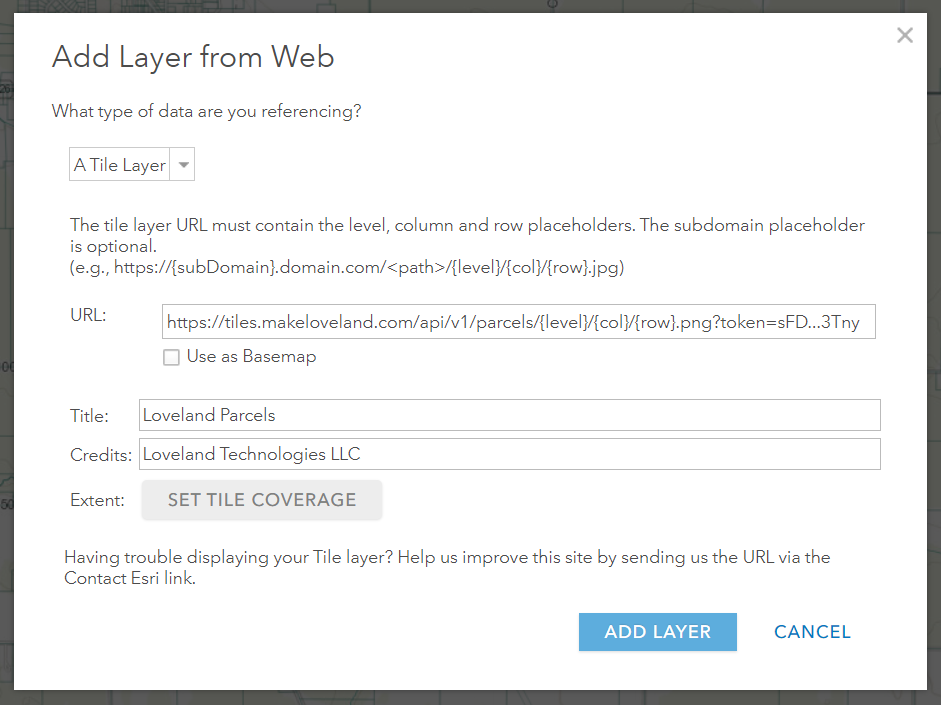 Add Layer from Web
What type of data are you referencing?
A Tile Layer
The tile layer URL must contain the level, column and row placeholders. The subdomain placeholder
is optional.
(e.g., https://{subDomain}.domain.com/<path>/{level}/{col}/{row}.jpg)
URL: https://tiles.makeloveland.com/api/v1/parcels/{level}/{col}/{row}.png?token=sFD...3Tny
Use as Basemap
Title: Loveland Parcels
Credits: Loveland Technologies LLC
Extent: SET TILE COVERAGE
Having trouble displaying your Tile layer? Help us improve this site by sending us the URL via the
Contact Esri link.
ADD LAYER CANCEL